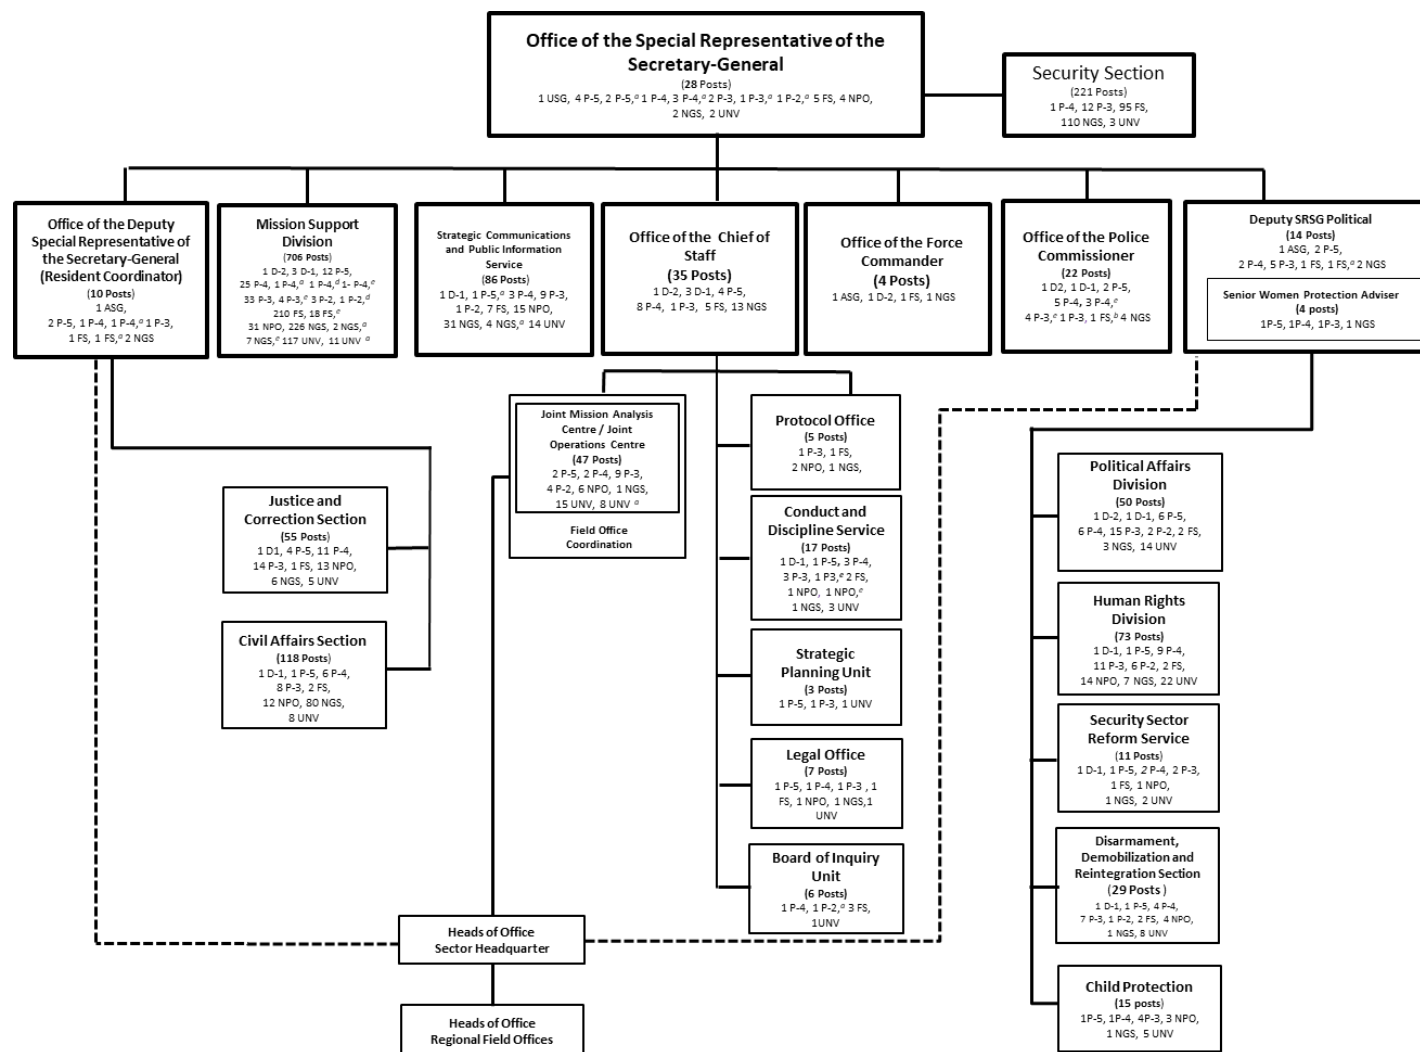 Office of the Special Representative of the
Secretary-General
(28 Posts)
1 USG, 4 P-5, 2 P-5,ᵃ 1 P-4, 3 P-4,ᵃ 2 P-3, 1 P-3,ᵃ 1 P-2,ᵃ 5 FS, 4 NPO,
2 NGS, 2 UNV
Security Section
(221 Posts)
1 P-4, 12 P-3, 95 FS,
110 NGS, 3 UNV
Office of the Deputy
Special Representative of
the Secretary-General
(Resident Coordinator)
(10 Posts)
1 ASG,
2 P-5, 1 P-4, 1 P-4,ᵃ 1 P-3,
1 FS, 1 FS,ᵃ 2 NGS
Mission Support
Division
(706 Posts)
1 D-2, 3 D-1, 12 P-5,
25 P-4, 1 P-4,ᵃ 1 P-4,ᵈ 1- P-4,ᵉ
33 P-3, 4 P-3,ᵉ 3 P-2, 1 P-2,ᵈ
210 FS, 18 FS,ᵉ
31 NPO, 226 NGS, 2 NGS,ᵃ
7 NGS,ᵉ 117 UNV, 11 UNV ᵃ
Strategic Communications
and Public Information
Service
(86 Posts)
1 D-1, 1 P-5,ᵃ 3 P-4, 9 P-3,
1 P-2, 7 FS, 15 NPO,
31 NGS, 4 NGS,ᵃ 14 UNV
Office of the Chief of
Staff
(35 Posts)
1 D-2, 3 D-1, 4 P-5,
8 P-4, 1 P-3, 5 FS, 13 NGS
Office of the Force
Commander
(4 Posts)
1 ASG, 1 D-2, 1 FS, 1 NGS
Office of the Police
Commissioner
(22 Posts)
1 D2, 1 D-1, 2 P-5,
5 P-4, 3 P-4,ᵉ
4 P-3,ᵉ 1 P-3, 1 FS,ᵇ 4 NGS
Deputy SRSG Political
(14 Posts)
1 ASG, 2 P-5,
2 P-4, 5 P-3, 1 FS, 1 FS,ᵃ 2 NGS
Senior Women Protection Adviser
(4 posts)
1P-5, 1P-4, 1P-3, 1 NGS
Joint Mission Analysis
Centre / Joint
Operations Centre
(47 Posts)
2 P-5, 2 P-4, 9 P-3,
4 P-2, 6 NPO, 1 NGS,
15 UNV, 8 UNV ᵃ
Field Office
Coordination
Protocol Office
(5 Posts)
1 P-3, 1 FS,
2 NPO, 1 NGS,
Conduct and
Discipline Service
(17 Posts)
1 D-1, 1 P-5, 3 P-4,
3 P-3, 1 P3,ᵉ 2 FS,
1 NPO, 1 NPO,ᵉ
1 NGS, 3 UNV
Strategic
Planning Unit
(3 Posts)
1 P-5, 1 P-3, 1 UNV
Legal Office
(7 Posts)
1 P-5, 1 P-4, 1 P-3 , 1
FS, 1 NPO, 1 NGS,1
UNV
Board of Inquiry
Unit
(6 Posts)
1 P-4, 1 P-2,ᵃ 3 FS,
1UNV
Justice and
Correction Section
(55 Posts)
1 D1, 4 P-5, 11 P-4,
14 P-3, 1 FS, 13 NPO,
6 NGS, 5 UNV
Civil Affairs Section
(118 Posts)
1 D-1, 1 P-5, 6 P-4,
8 P-3, 2 FS,
12 NPO, 80 NGS,
8 UNV
Political Affairs
Division
(50 Posts)
1 D-2, 1 D-1, 6 P-5,
6 P-4, 15 P-3, 2 P-2, 2 FS,
3 NGS, 14 UNV
Human Rights
Division
(73 Posts)
1 D-1, 1 P-5, 9 P-4,
11 P-3, 6 P-2, 2 FS,
14 NPO, 7 NGS, 22 UNV
Security Sector
Reform Service
(11 Posts)
1 D-1, 1 P-5, 2 P-4, 2 P-3,
1 FS, 1 NPO,
1 NGS, 2 UNV
Disarmament,
Demobilization and
Reintegration Section
(29 Posts )
1 D-1, 1 P-5, 4 P-4,
7 P-3, 1 P-2, 2 FS, 4 NPO,
1 NGS, 8 UNV
Child Protection
(15 posts)
1P-5, 1P-4, 4P-3, 3 NPO,
1 NGS, 5 UNV
Heads of Office
Sector Headquarter
Heads of Office
Regional Field Offices